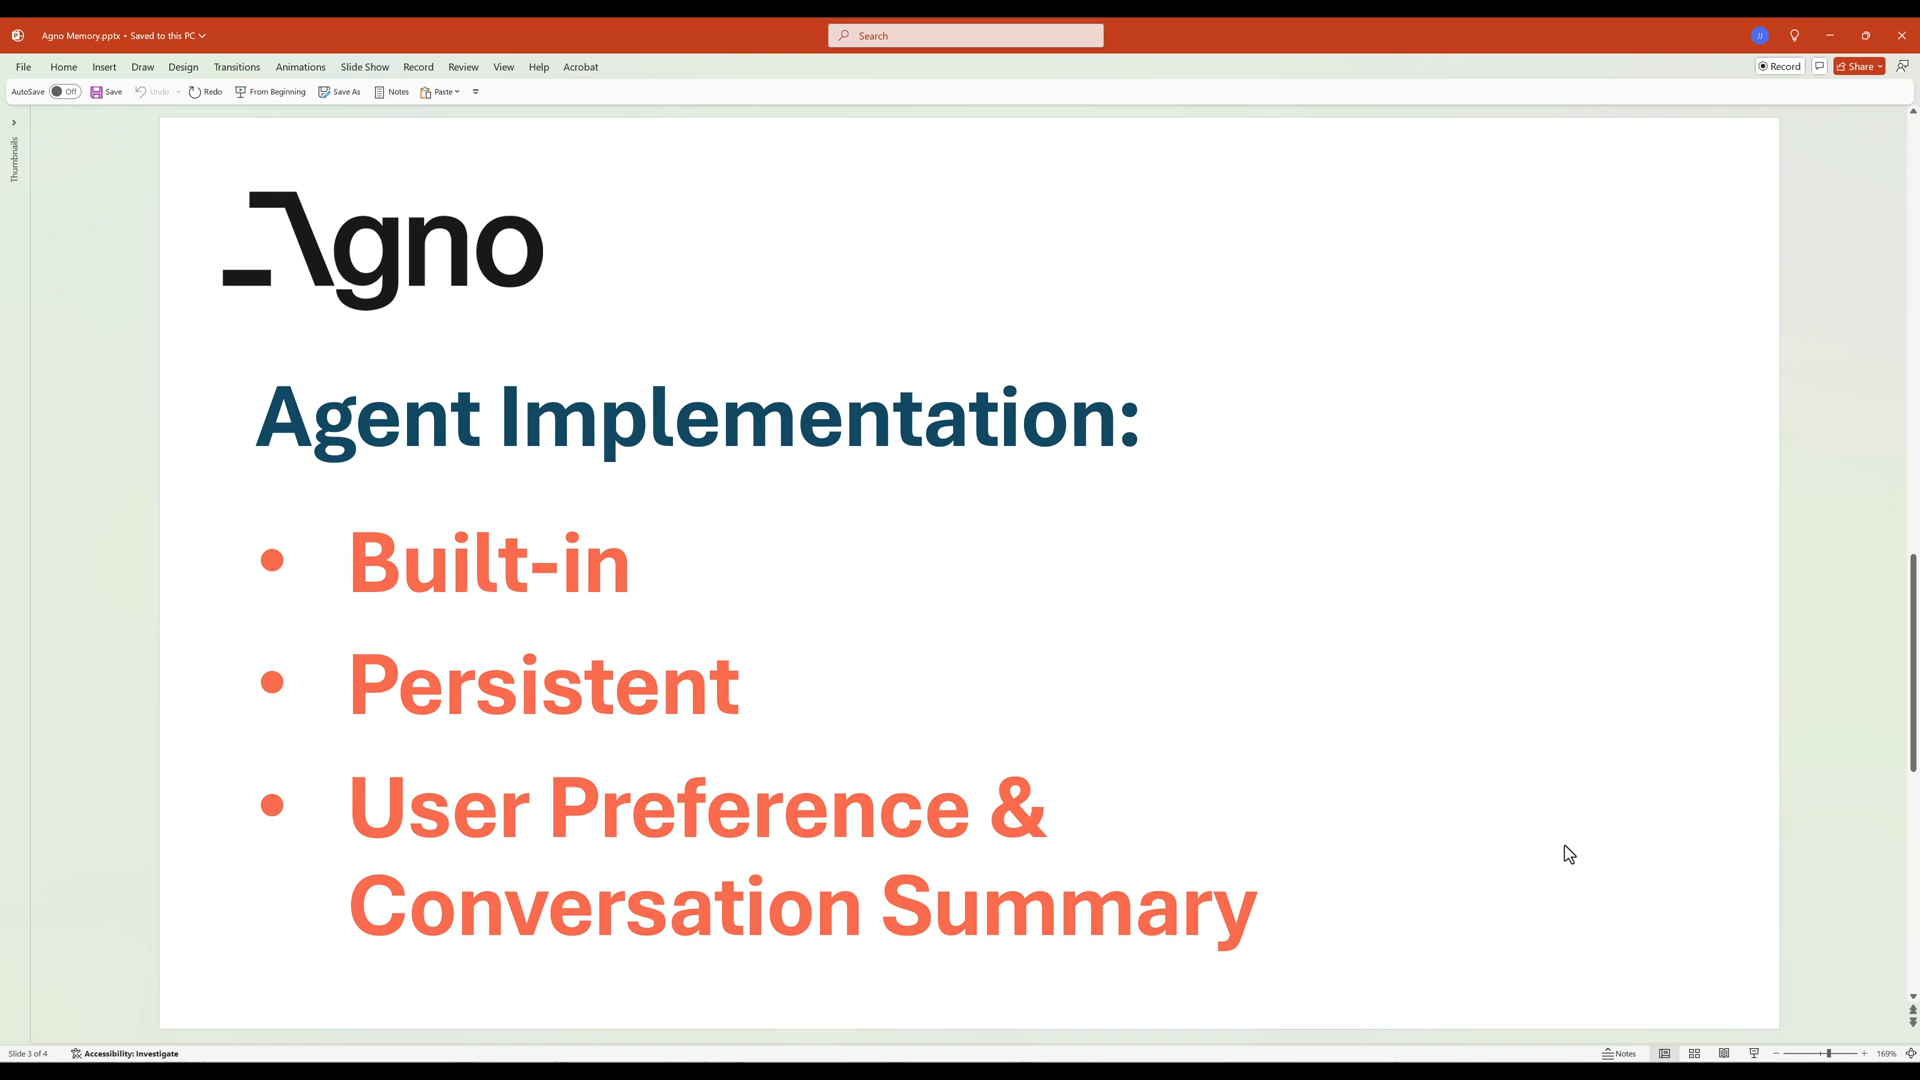 Agno Memory.pptx • Saved to this PC
Search
JJ
File Home Insert Draw Design Transitions Animations Slide Show Record Review View Help Acrobat
Record Share
AutoSave Off Save Undo Redo From Beginning Save As Notes Paste
Thumbnails
Agno
Agent Implementation:
• Built-in
• Persistent
• User Preference &
Conversation Summary
Slide 3 of 4 Accessibility: Investigate Notes 169%